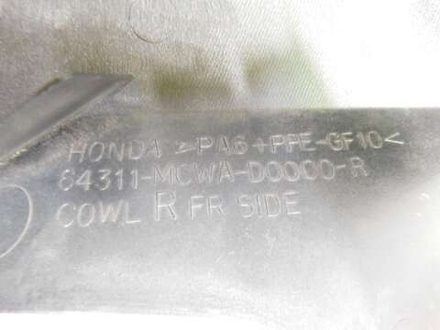 HONDA >PA6+PPE-GF10<
64311-MCWA-D0000-R
COWL R FR SIDE